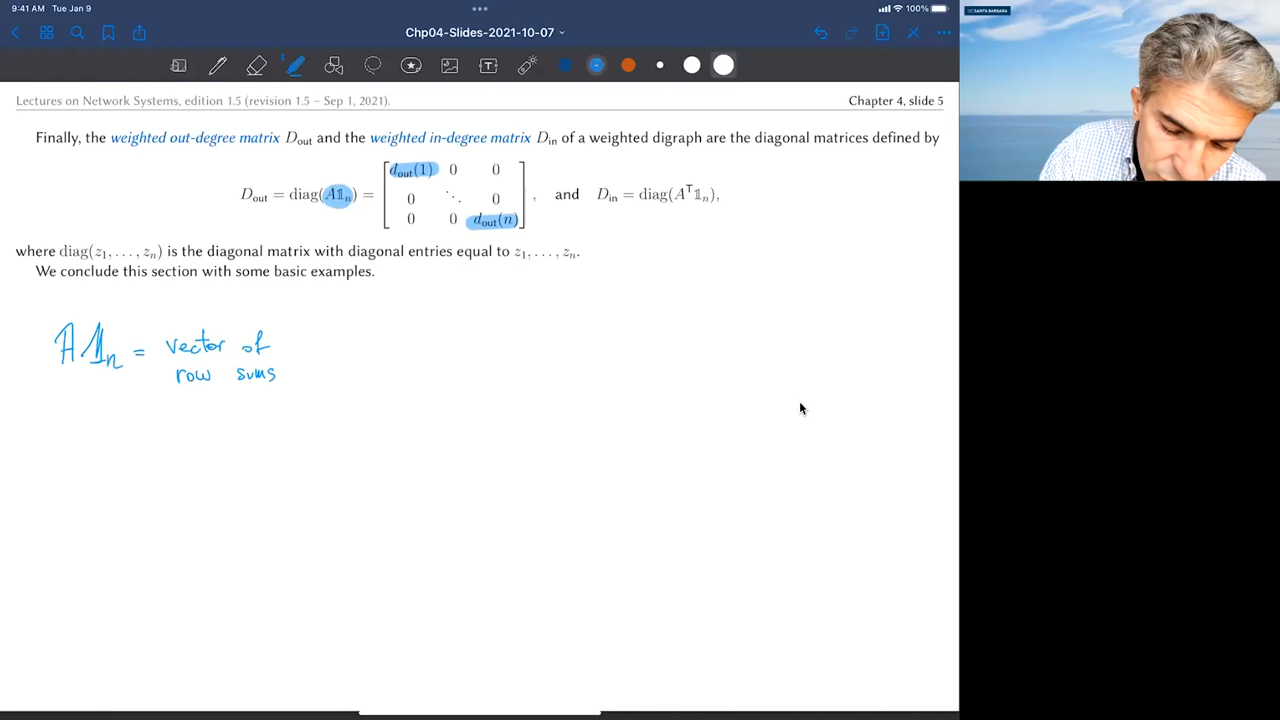 9:41 AM Tue Jan 9
100%
Chp04-Slides-2021-10-07
SANTA BARBARA
Lectures on Network Systems, edition 1.5 (revision 1.5 – Sep 1, 2021).
Chapter 4, slide 5
Finally, the weighted out-degree matrix D_out and the weighted in-degree matrix D_in of a weighted digraph are the diagonal matrices defined by
D_out = diag(A𝟙_n) = [d_out(1) 0 0
0 ⋱ 0
0 0 d_out(n)], and D_in = diag(A^T𝟙_n),
where diag(z_1, . . . , z_n) is the diagonal matrix with diagonal entries equal to z_1, . . . , z_n.
We conclude this section with some basic examples.
A𝟙_n = vector of
row sums